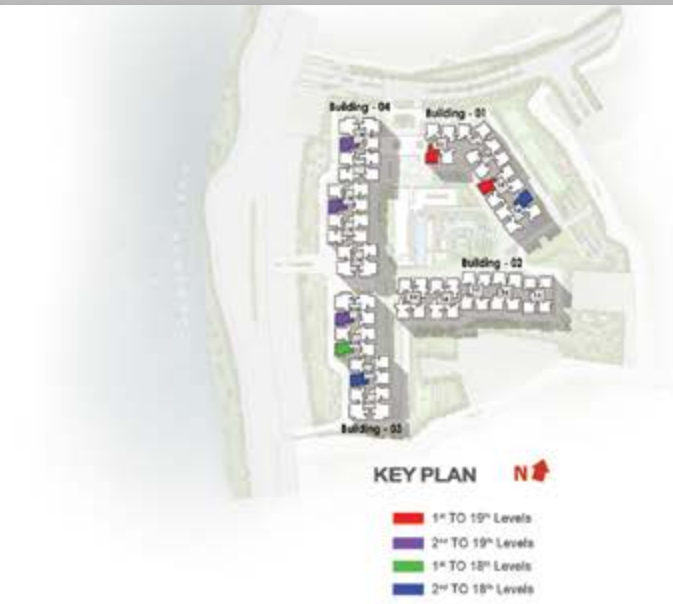 Building - 04
Building - 01
Building - 02
Building - 03
KEY PLAN
N
1st TO 19th Levels
2nd TO 19th Levels
1st TO 18th Levels
2nd TO 18th Levels